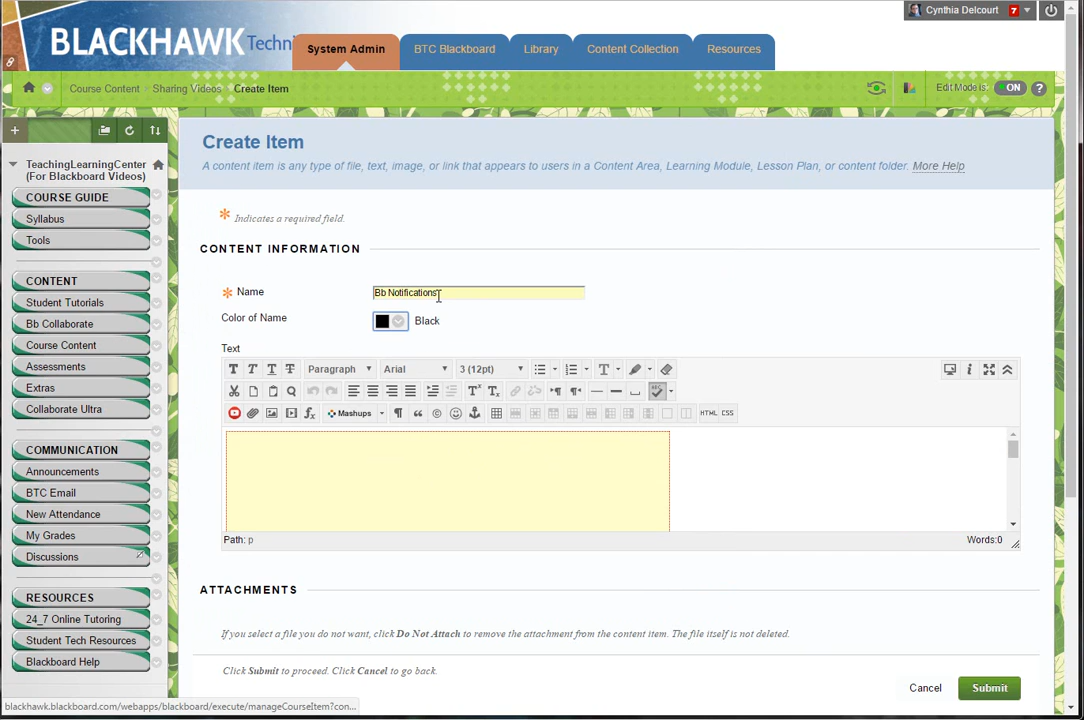 Cynthia Delcourt 7
BLACKHAWK Techni
System Admin
BTC Blackboard
Library
Content Collection
Resources
Course Content Sharing Videos Create Item
Edit Mode is: ON ?
TeachingLearningCenter
(For Blackboard Videos)
COURSE GUIDE
Syllabus
Tools
CONTENT
Student Tutorials
Bb Collaborate
Course Content
Assessments
Extras
Collaborate Ultra
COMMUNICATION
Announcements
BTC Email
New Attendance
My Grades
Discussions
RESOURCES
24_7 Online Tutoring
Student Tech Resources
Blackboard Help
Create Item
A content item is any type of file, text, image, or link that appears to users in a Content Area, Learning Module, Lesson Plan, or content folder. More Help
* Indicates a required field.
CONTENT INFORMATION
* Name Bb Notifications
Color of Name Black
Text
T T T T Paragraph Arial 3 (12pt) T
Mashups HTML CSS
Path: p Words:0
ATTACHMENTS
If you select a file you do not want, click Do Not Attach to remove the attachment from the content item. The file itself is not deleted.
Click Submit to proceed. Click Cancel to go back.
Cancel Submit
blackhawk.blackboard.com/webapps/blackboard/execute/manageCourseItem?con...